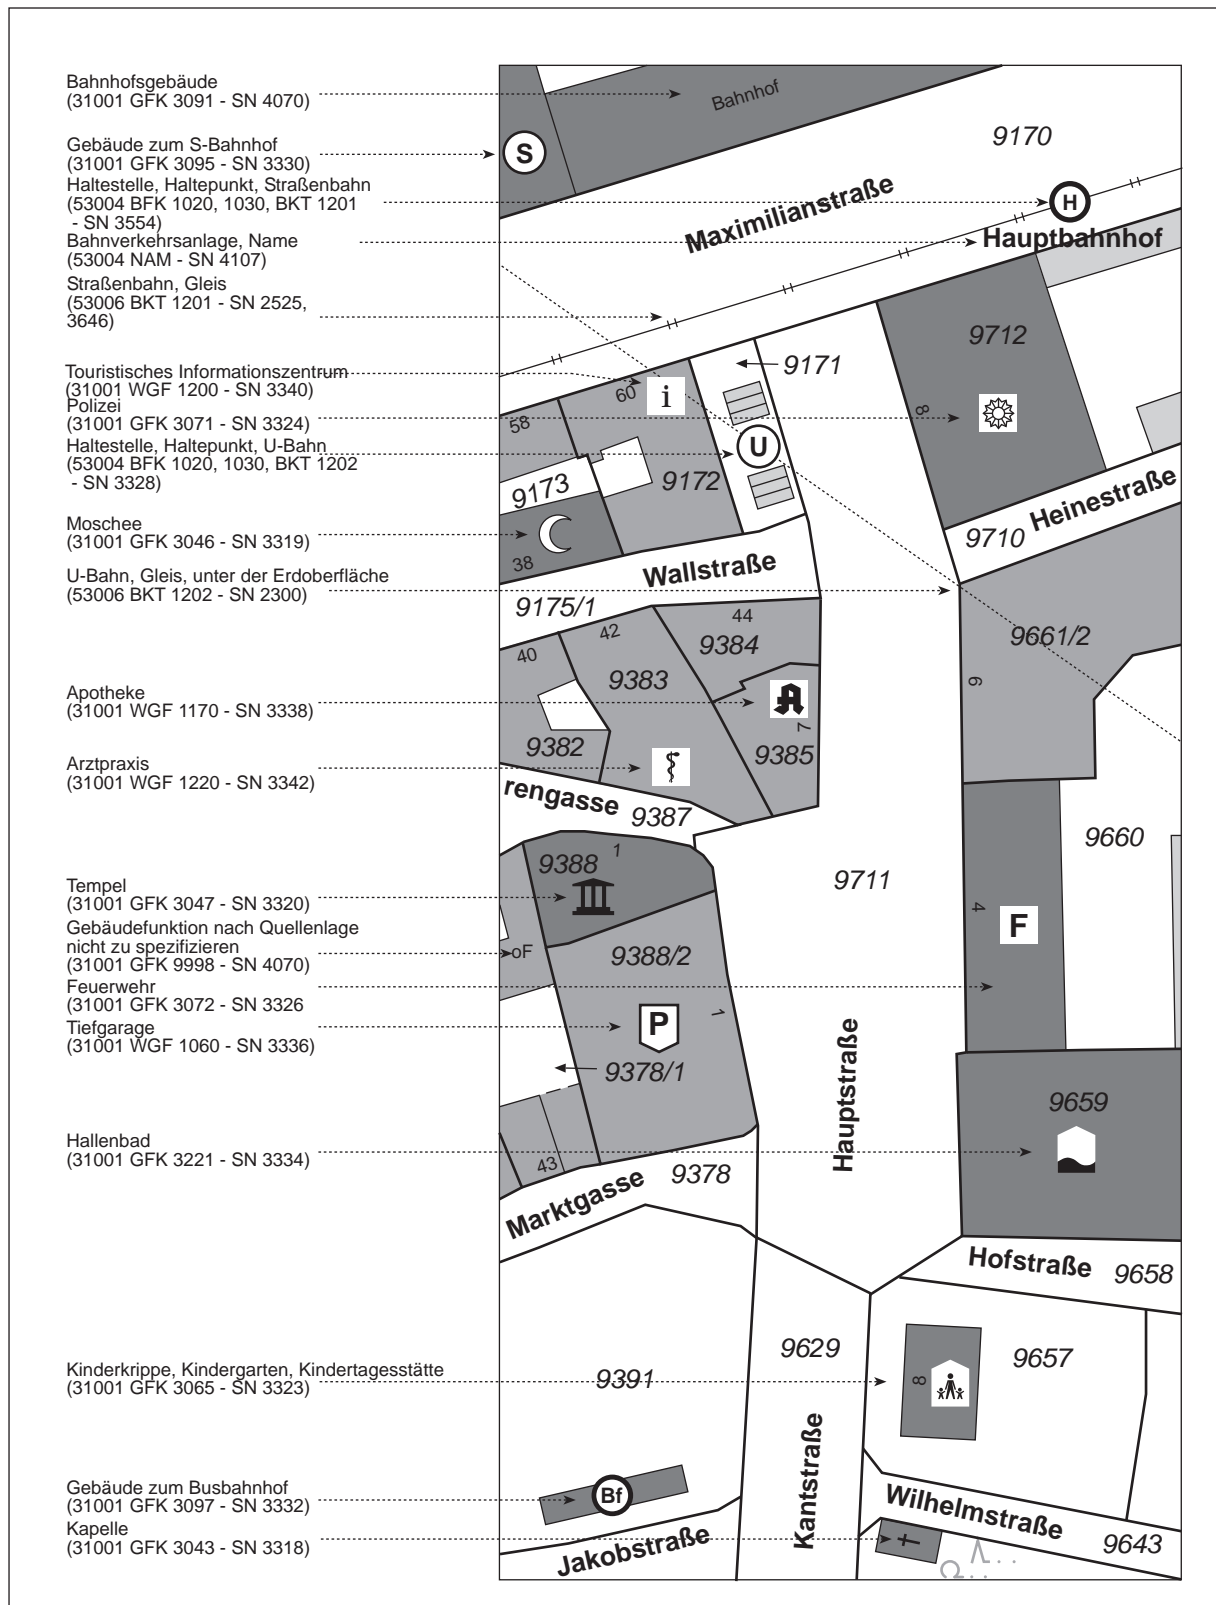 Bahnhofsgebäude
(31001 GFK 3091 - SN 4070)
Gebäude zum S-Bahnhof
(31001 GFK 3095 - SN 3330)
Haltestelle, Haltepunkt, Straßenbahn
(53004 BFK 1020, 1030, BKT 1201
- SN 3554)
Bahnverkehrsanlage, Name
(53004 NAM - SN 4107)
Straßenbahn, Gleis
(53006 BKT 1201 - SN 2525,
3646)
Touristisches Informationszentrum
(31001 WGF 1200 - SN 3340)
Polizei
(31001 GFK 3071 - SN 3324)
Haltestelle, Haltepunkt, U-Bahn
(53004 BFK 1020, 1030, BKT 1202
- SN 3328)
Moschee
(31001 GFK 3046 - SN 3319)
U-Bahn, Gleis, unter der Erdoberfläche
(53006 BKT 1202 - SN 2300)
Apotheke
(31001 WGF 1170 - SN 3338)
Arztpraxis
(31001 WGF 1220 - SN 3342)
Tempel
(31001 GFK 3047 - SN 3320)
Gebäudefunktion nach Quellenlage
nicht zu spezifizieren
(31001 GFK 9998 - SN 4070)
Feuerwehr
(31001 GFK 3072 - SN 3326
Tiefgarage
(31001 WGF 1060 - SN 3336)
Hallenbad
(31001 GFK 3221 - SN 3334)
Kinderkrippe, Kindergarten, Kindertagesstätte
(31001 GFK 3065 - SN 3323)
Gebäude zum Busbahnhof
(31001 GFK 3097 - SN 3332)
Kapelle
(31001 GFK 3043 - SN 3318)
Bahnhof
9170
S
H
Maximilianstraße
Hauptbahnhof
9712
9171
60
i
58
8
U
9173
9172
Heinestraße
9710
38
Wallstraße
9175/1
42
44
9384
9661/2
40
9383
6
A
7
9382
9385
rengasse
9387
9660
9388
1
9711
4
F
oF
9388/2
P
1
9378/1
Hauptstraße
9659
43
9378
Marktgasse
Hofstraße
9658
9629
9657
9391
8
Kantstraße
Bf
Wilhelmstraße
Jakobstraße
9643